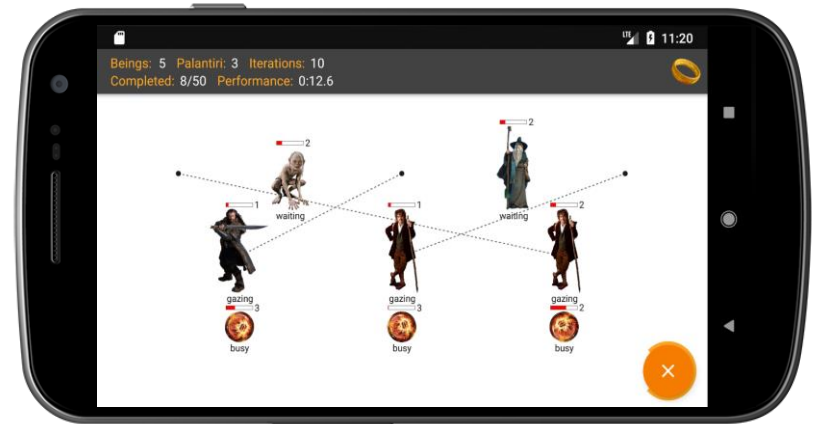 LTE 11:20
Beings: 5 Palantiri: 3 Iterations: 10
Completed: 8/50 Performance: 0:12.6
2
2
waiting
waiting
1
1
2
gazing
gazing
gazing
3
3
2
busy
busy
busy